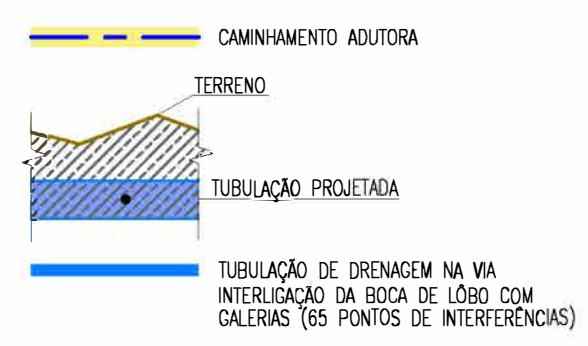 CAMINHAMENTO ADUTORA
TERRENO
TUBULAÇÃO PROJETADA
TUBULAÇÃO DE DRENAGEM NA VIA
INTERLIGAÇÃO DA BOCA DE LÔBO COM
GALERIAS (65 PONTOS DE INTERFERÊNCIAS)